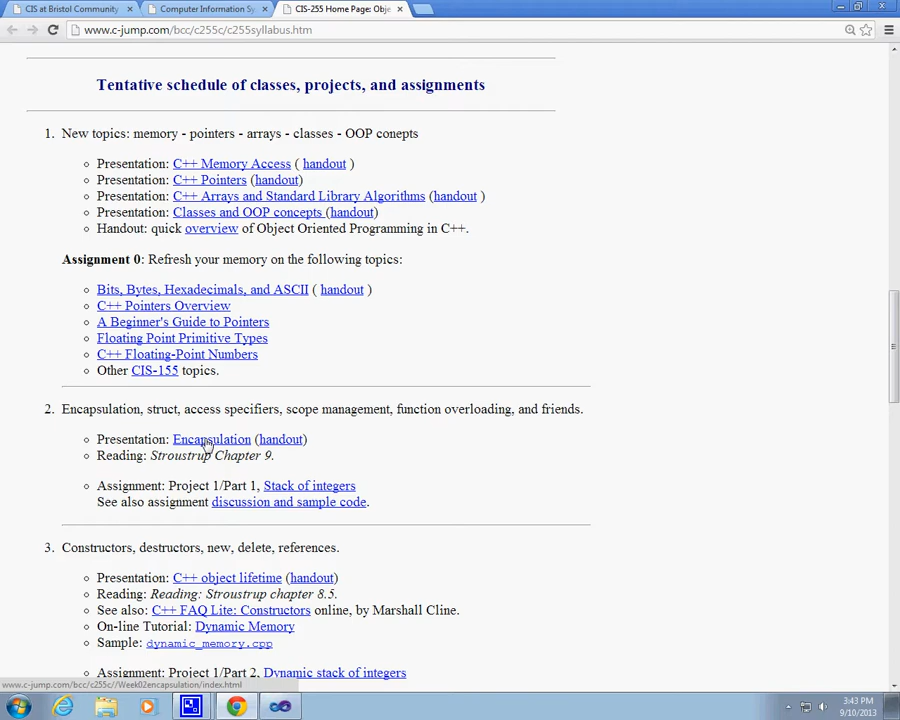 CIS at Bristol Community
Computer Information Sy
CIS-255 Home Page: Obje
www.c-jump.com/bcc/c255c/c255syllabus.htm
Tentative schedule of classes, projects, and assignments
1. New topics: memory - pointers - arrays - classes - OOP conepts
Presentation: C++ Memory Access ( handout )
Presentation: C++ Pointers (handout)
Presentation: C++ Arrays and Standard Library Algorithms (handout )
Presentation: Classes and OOP concepts (handout)
Handout: quick overview of Object Oriented Programming in C++.
Assignment 0: Refresh your memory on the following topics:
Bits, Bytes, Hexadecimals, and ASCII ( handout )
C++ Pointers Overview
A Beginner's Guide to Pointers
Floating Point Primitive Types
C++ Floating-Point Numbers
Other CIS-155 topics.
2. Encapsulation, struct, access specifiers, scope management, function overloading, and friends.
Presentation: Encapsulation (handout)
Reading: Stroustrup Chapter 9.
Assignment: Project 1/Part 1, Stack of integers
See also assignment discussion and sample code.
3. Constructors, destructors, new, delete, references.
Presentation: C++ object lifetime (handout)
Reading: Reading: Stroustrup chapter 8.5.
See also: C++ FAQ Lite: Constructors online, by Marshall Cline.
On-line Tutorial: Dynamic Memory
Sample: dynamic_memory.cpp
Assignment: Project 1/Part 2, Dynamic stack of integers
www.c-jump.com/bcc/c255c//Week02encapsulation/index.html
3:43 PM
9/10/2013